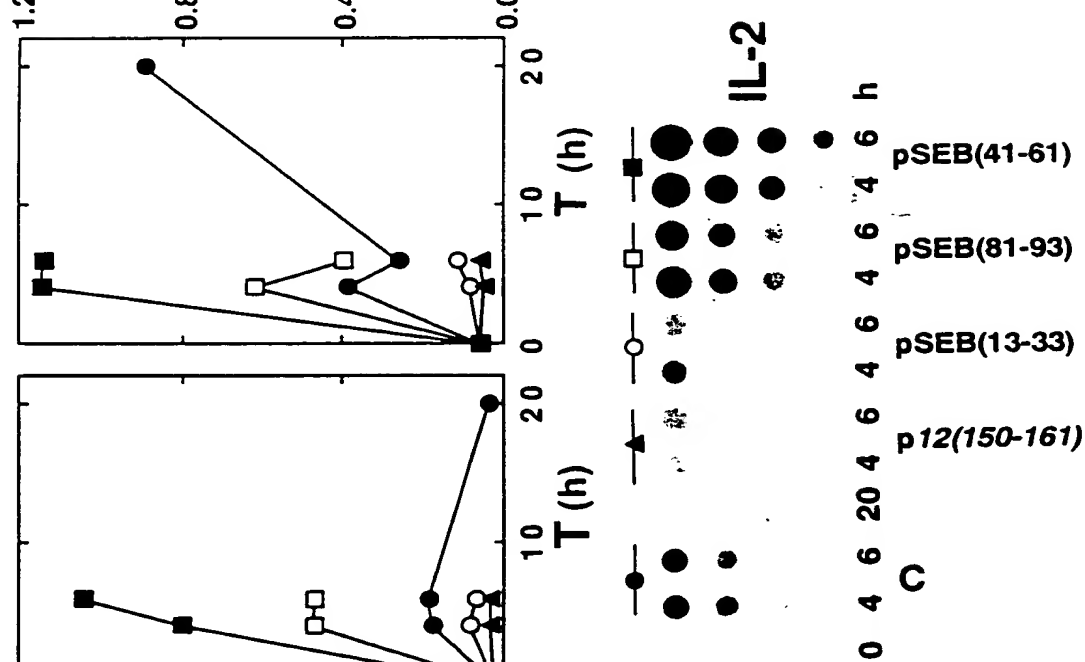 1.2
0.8
0.4
0.0
0
10
20
T (h)
10
20
T (h)
IL-2
0 4 6 20 4 6 4 6 4 6 4 6 h
C
p12(150-161)
pSEB(13-33)
pSEB(81-93)
pSEB(41-61)